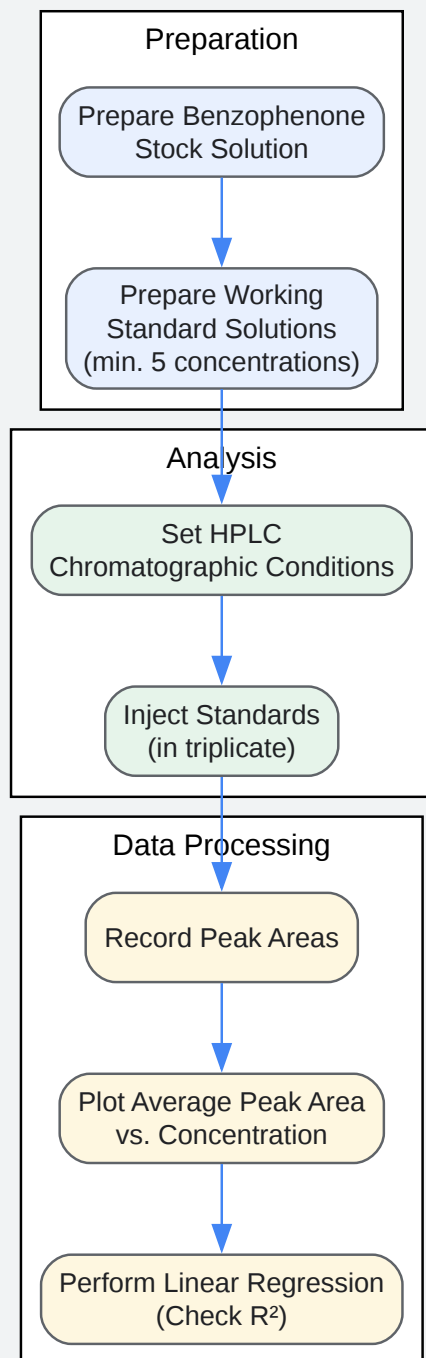 Preparation
Prepare Benzophenone
Stock Solution
Prepare Working
Standard Solutions
(min. 5 concentrations)
Analysis
Set HPLC
Chromatographic Conditions
Inject Standards
(in triplicate)
Data Processing
Record Peak Areas
Plot Average Peak Area
vs. Concentration
Perform Linear Regression
(Check R²)